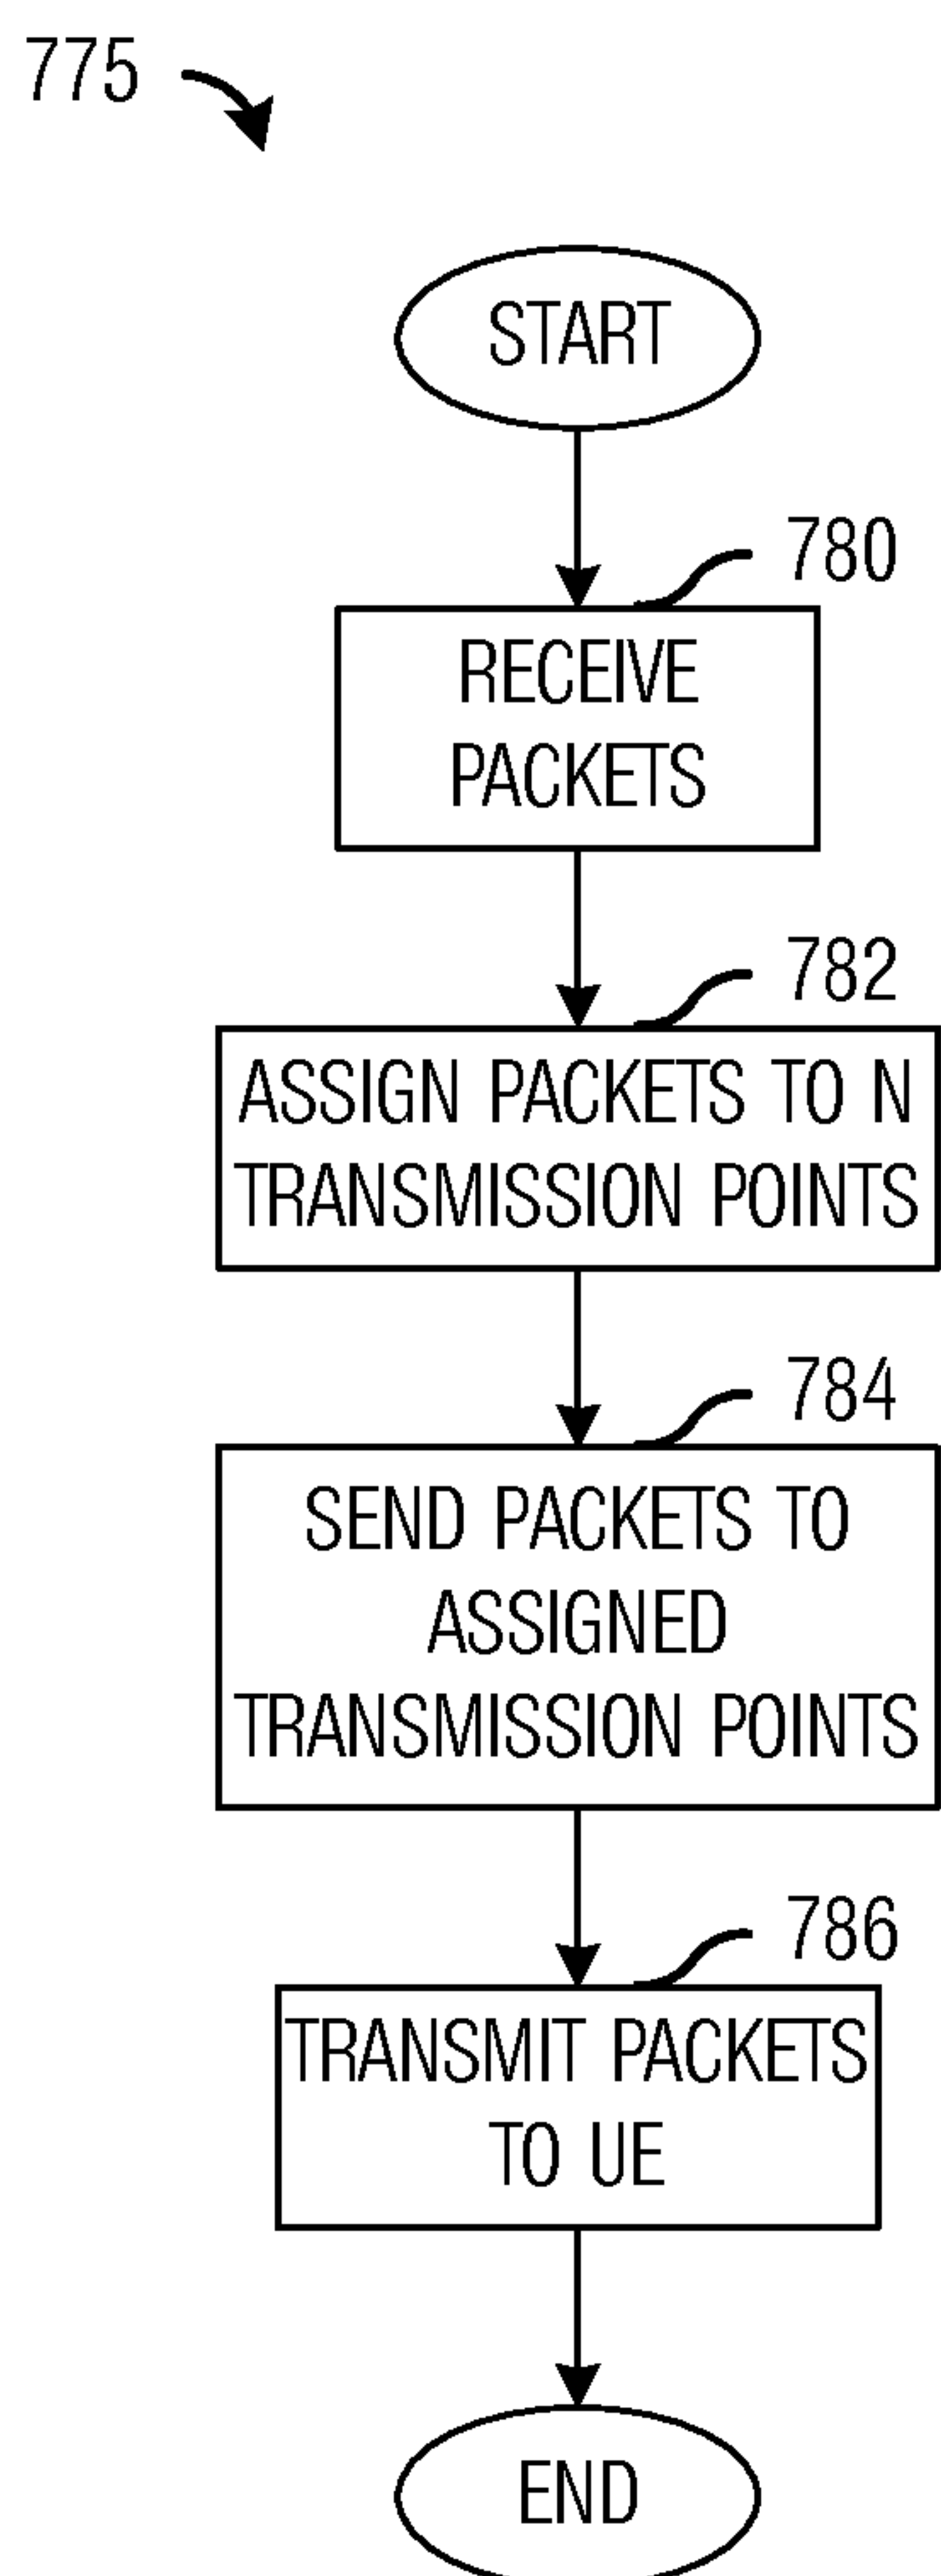 775
START
780
RECEIVE
PACKETS
782
ASSIGN PACKETS TO N
TRANSMISSION POINTS
784
SEND PACKETS TO
ASSIGNED
TRANSMISSION POINTS
786
TRANSMIT PACKETS
TO UE
END